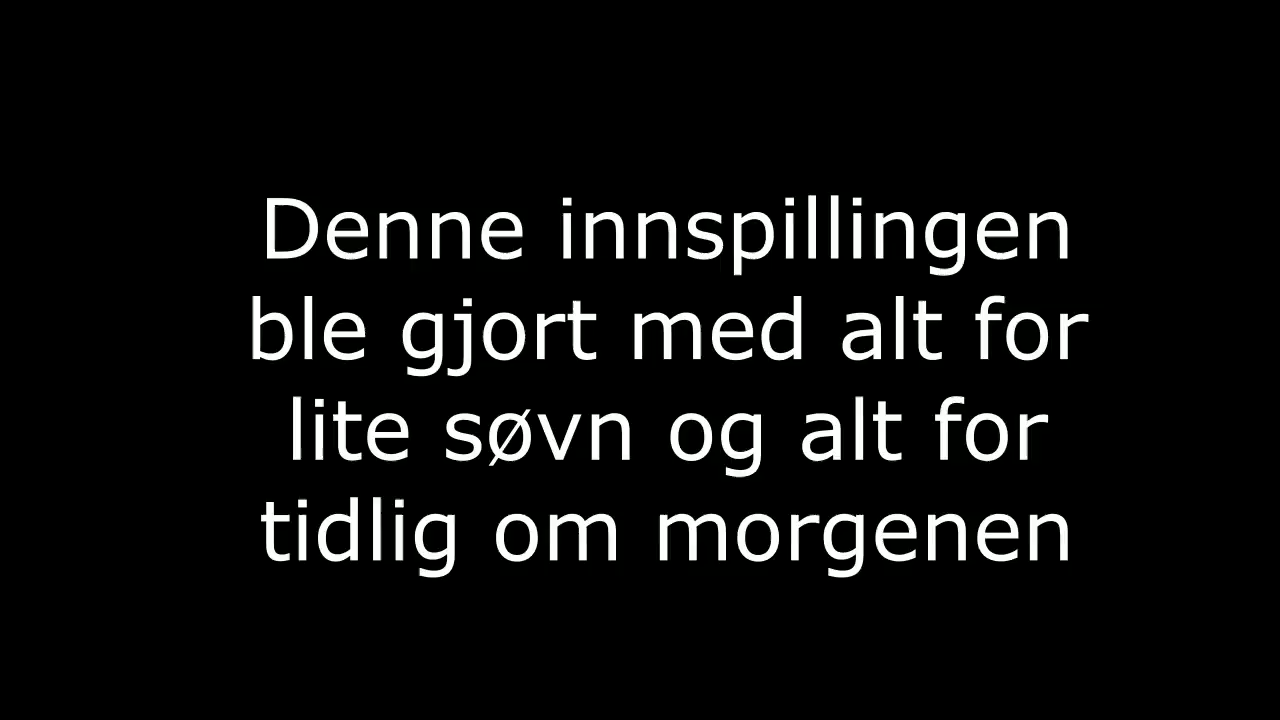 Denne innspillingen
ble gjort med alt for
lite søvn og alt for
tidlig om morgenen